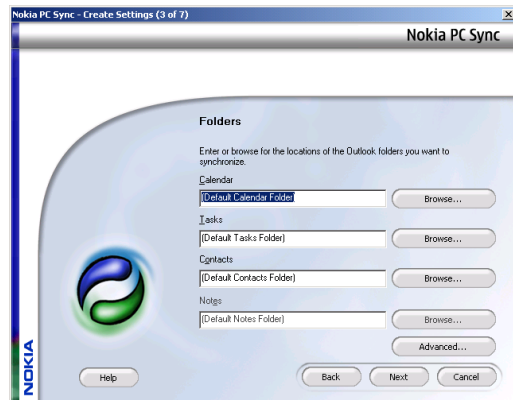 Nokia PC Sync - Create Settings (3 of 7)
Nokia PC Sync
Folders
Enter or browse for the locations of the Outlook folders you want to
synchronize.
Calendar
(Default Calendar Folder)
Browse...
Tasks
(Default Tasks Folder)
Browse...
Contacts
(Default Contacts Folder)
Browse...
Notes
(Default Notes Folder)
Browse...
Advanced...
NOKIA
Help
Back
Next
Cancel